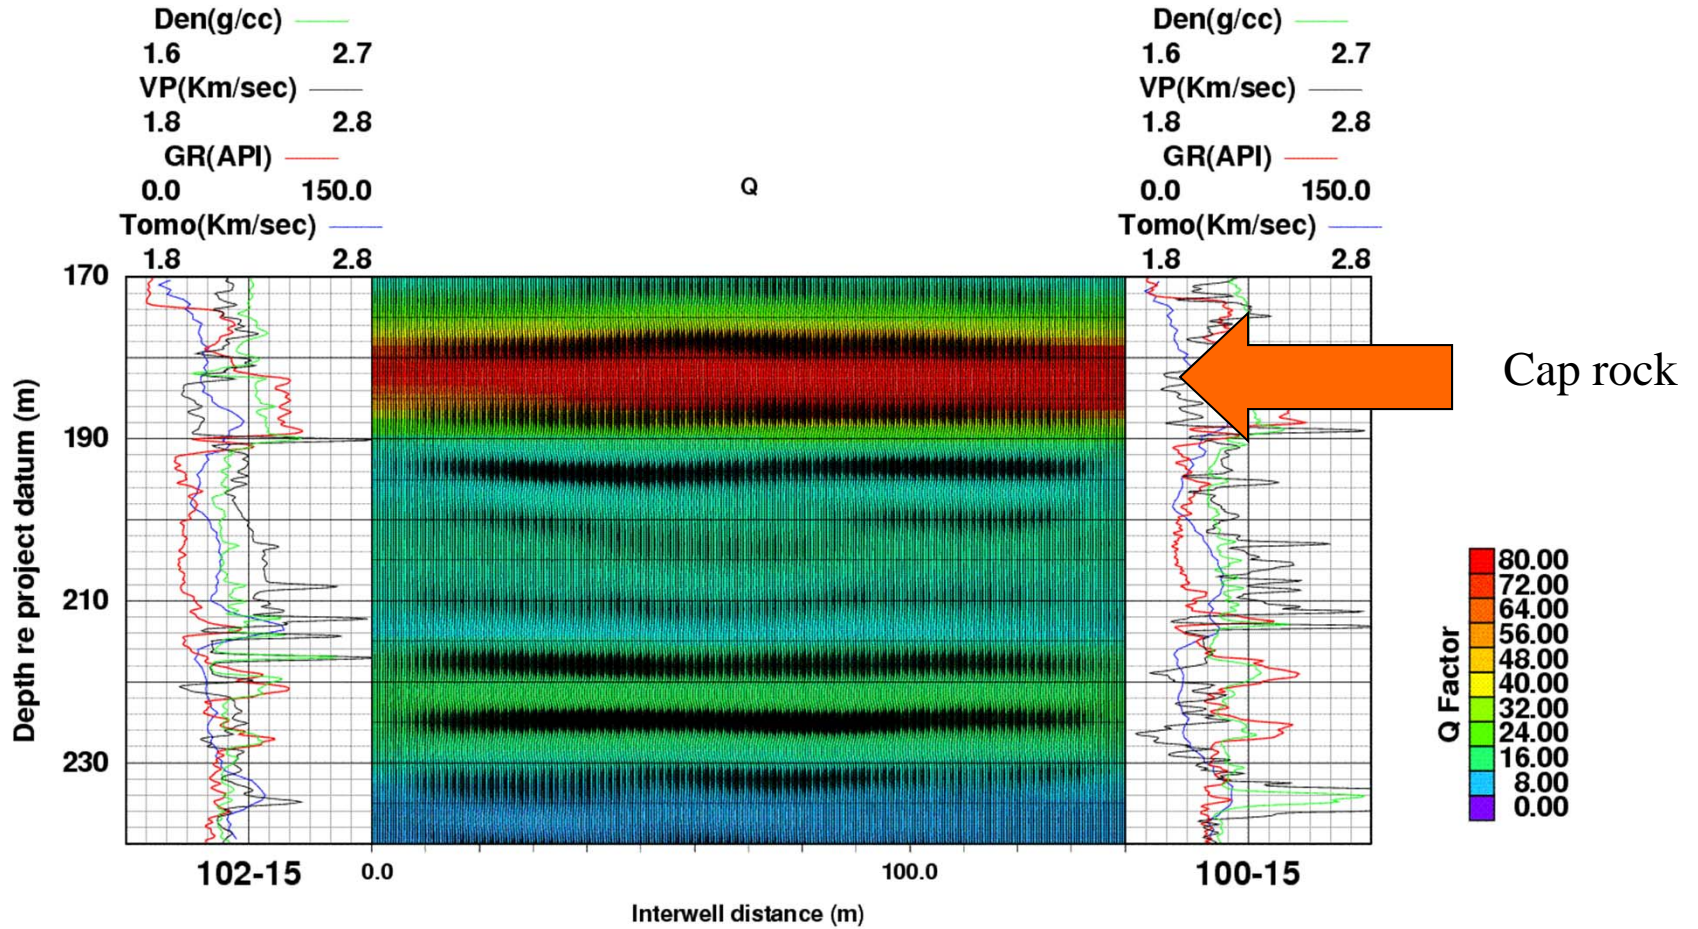 Den(g/cc)
1.6 2.7
VP(Km/sec)
1.8 2.8
GR(API)
0.0 150.0
Tomo(Km/sec)
1.8 2.8
Q
Den(g/cc)
1.6 2.7
VP(Km/sec)
1.8 2.8
GR(API)
0.0 150.0
Tomo(Km/sec)
1.8 2.8
Depth re project datum (m)
170
190
210
230
Cap rock
Q Factor
80.00
72.00
64.00
56.00
48.00
40.00
32.00
24.00
16.00
8.00
0.00
102-15
0.0 100.0
100-15
Interwell distance (m)